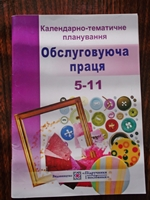 Календарно-тематичне
планування
Обслуговуюча
праця
5-11